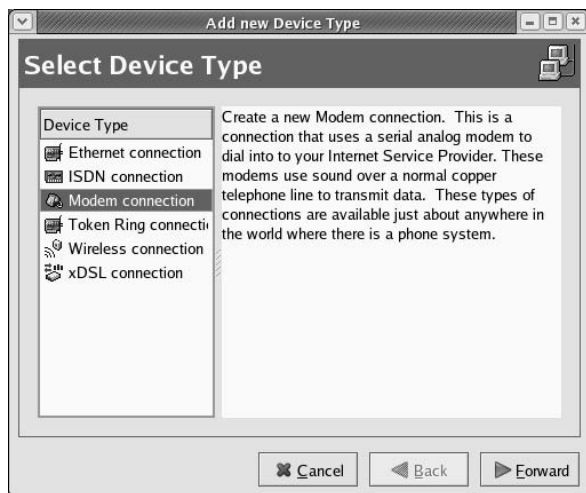 Add new Device Type
Select Device Type
Device Type
Ethernet connection
ISDN connection
Modem connection
Token Ring connecti
Wireless connection
xDSL connection
Create a new Modem connection.  This is a
connection that uses a serial analog modem to
dial into to your Internet Service Provider. These
modems use sound over a normal copper
telephone line to transmit data.  These types of
connections are available just about anywhere in
the world where there is a phone system.
Cancel
Back
Forward